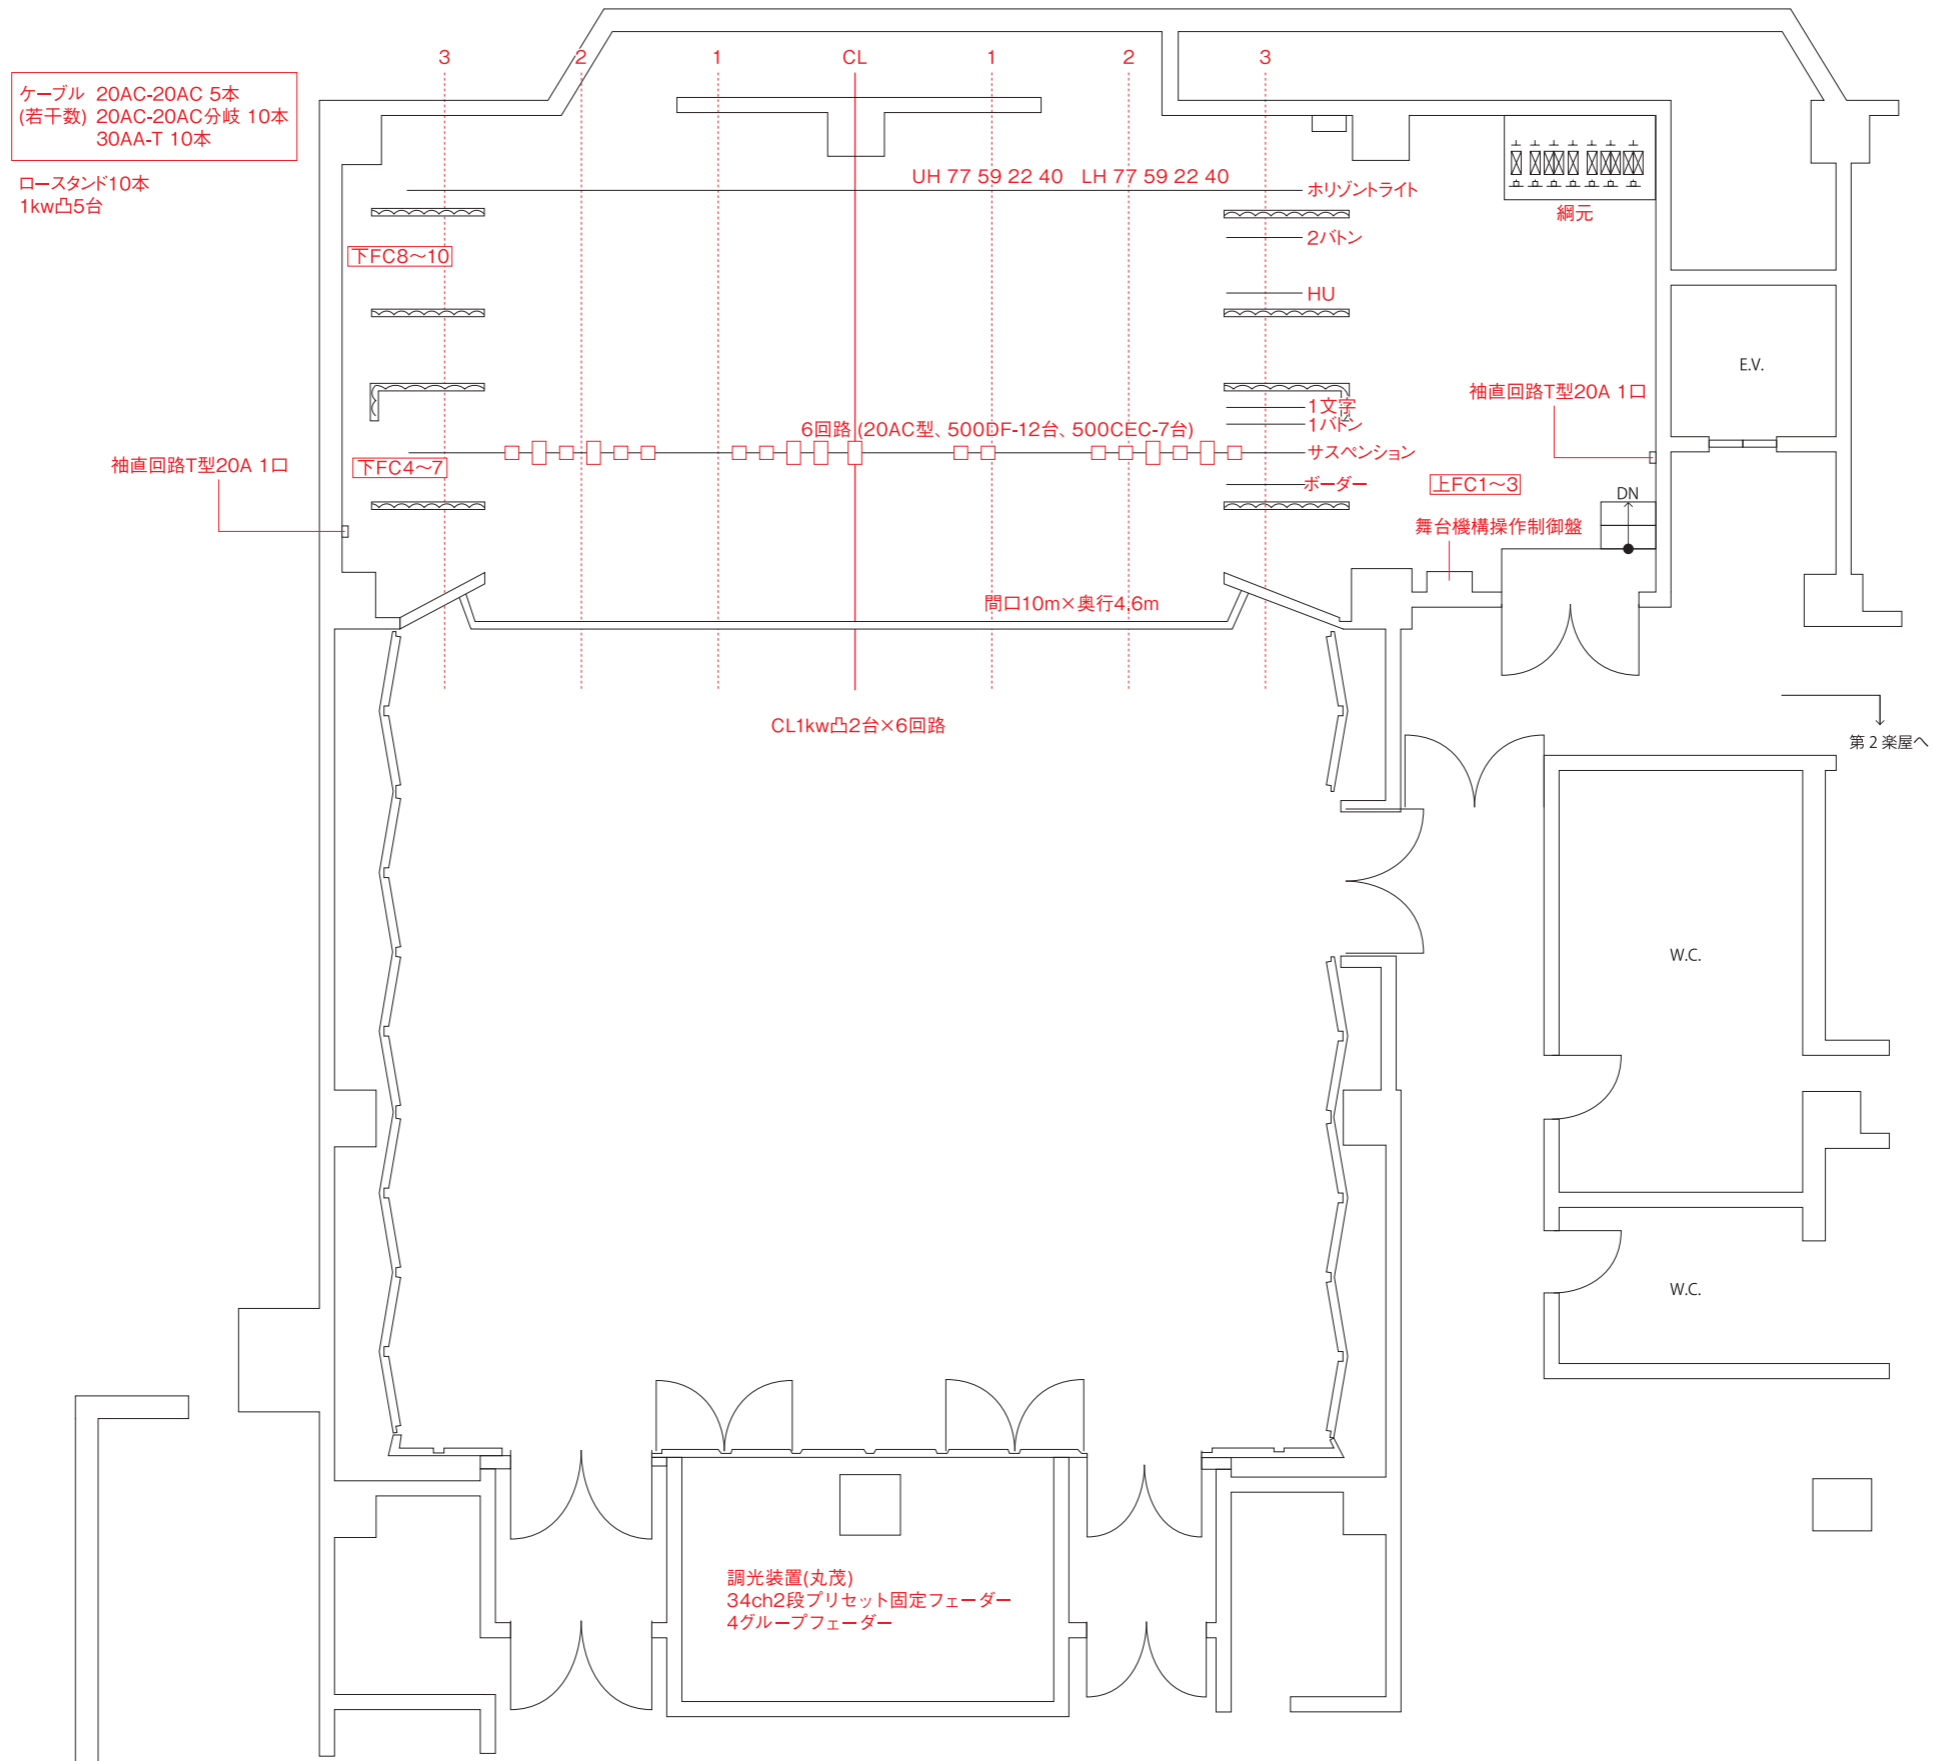 3
2
1
CL
1
2
3
ケーブル 20AC-20AC 5本
(若干数) 20AC-20AC分岐 10本
30AA-T 10本
ロースタンド10本
1kw凸5台
UH 77 59 22 40 LH 77 59 22 40
ホリゾントライト
綱元
2バトン
下FC8～10
HU
E.V.
袖直回路T型20A 1口
1文字
1バトン
6回路 (20AC型、500DF-12台、500CEC-7台)
サスペンション
袖直回路T型20A 1口
下FC4～7
ボーダー
上FC1～3
DN
舞台機構操作制御盤
間口10m×奥行4.6m
CL1kw凸2台×6回路
第2楽屋へ
W.C.
W.C.
調光装置(丸茂)
34ch2段プリセット固定フェーダー
4グループフェーダー